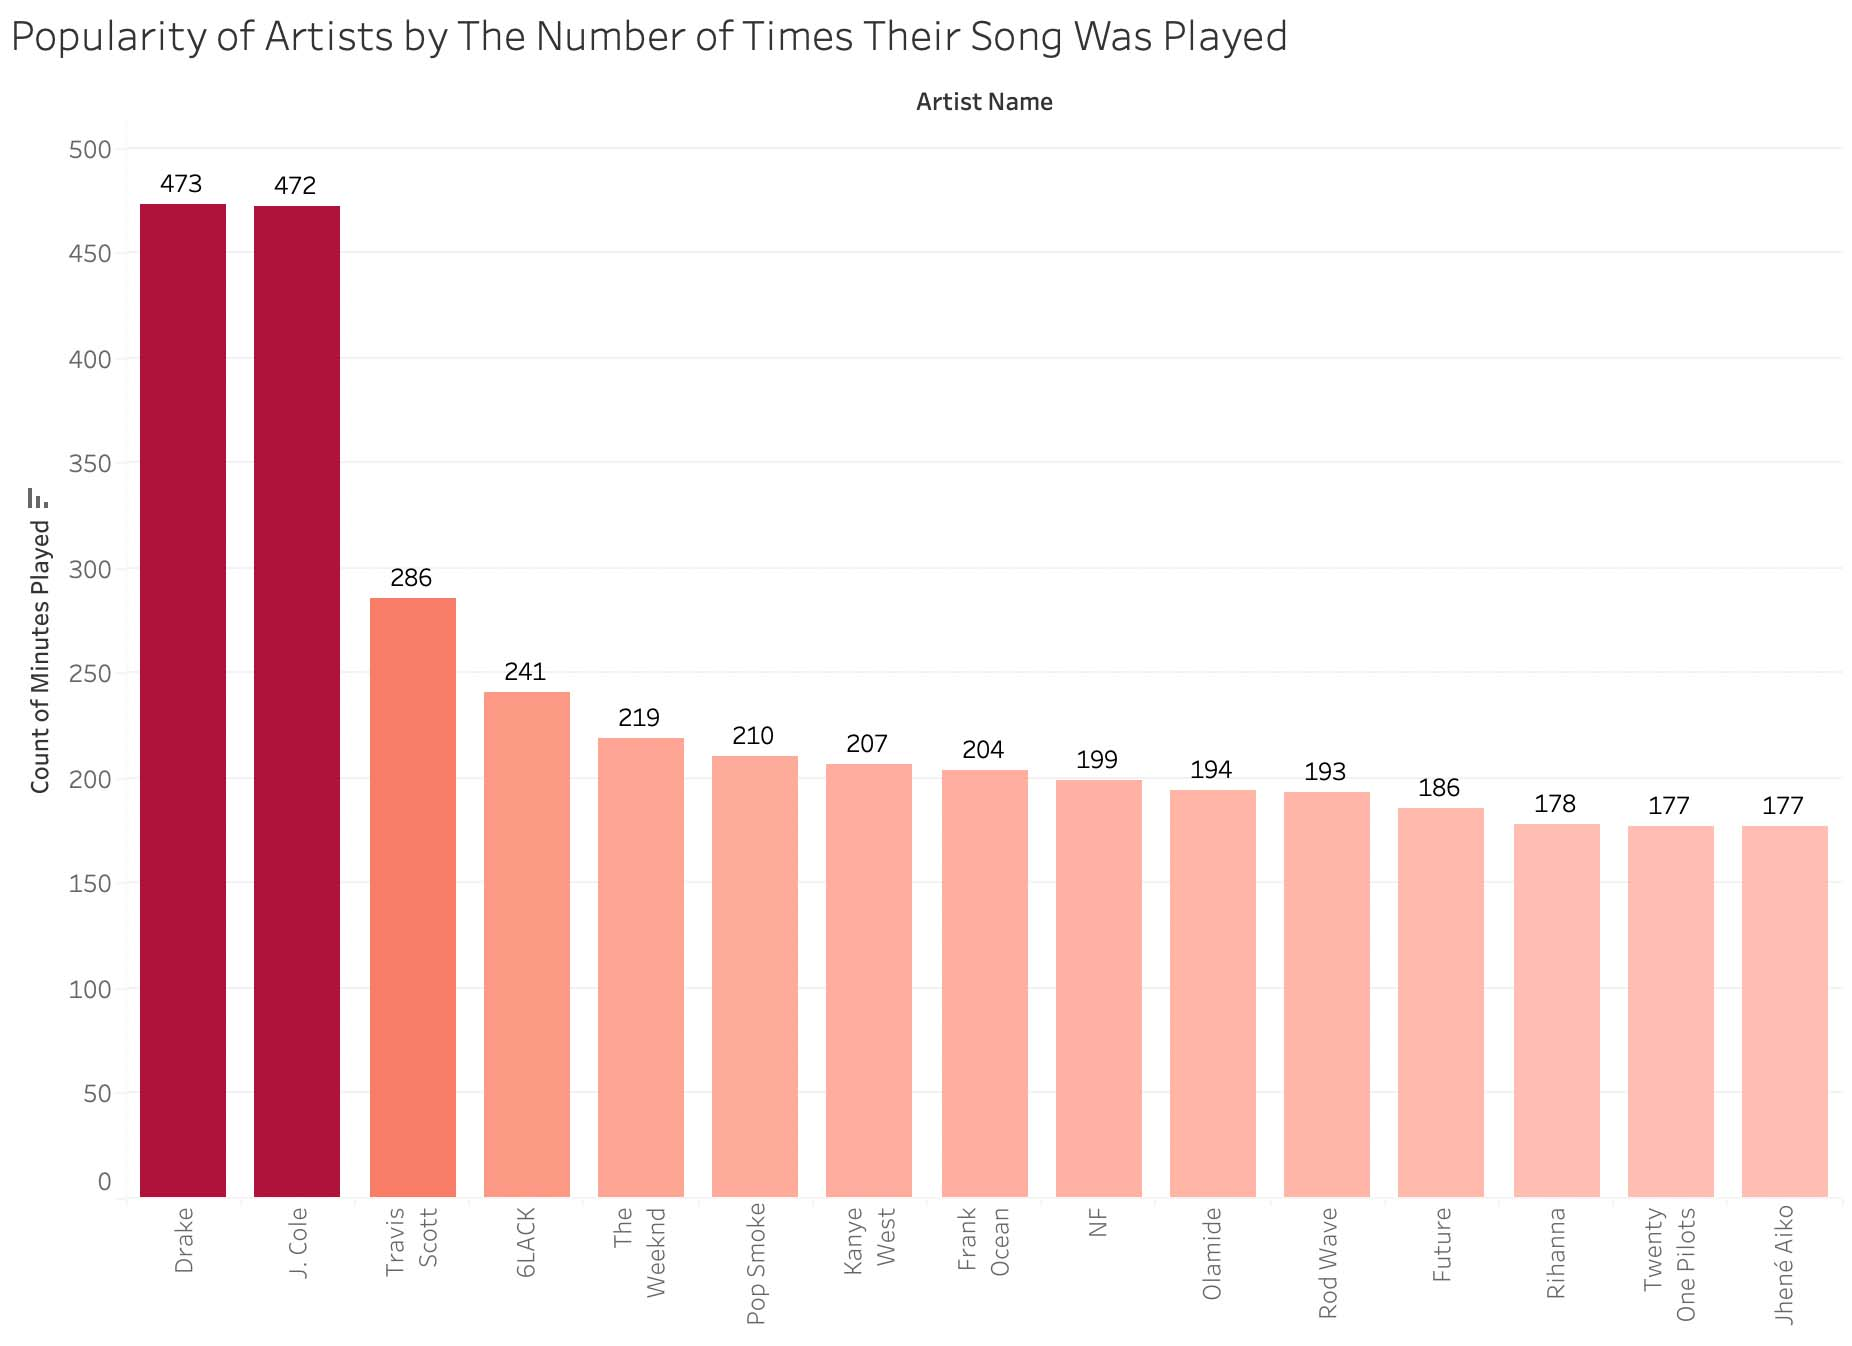 Popularity of Artists by The Number of Times Their Song Was Played
Artist Name
Count of Minutes Played
500
450
400
350
300
250
200
150
100
50
0
473
472
286
241
219
210
207
204
199
194
193
186
178
177
177
Drake
J. Cole
Travis
Scott
6LACK
The
Weeknd
Pop Smoke
Kanye
West
Frank
Ocean
NF
Olamide
Rod Wave
Future
Rihanna
Twenty
One Pilots
Jhené Aiko